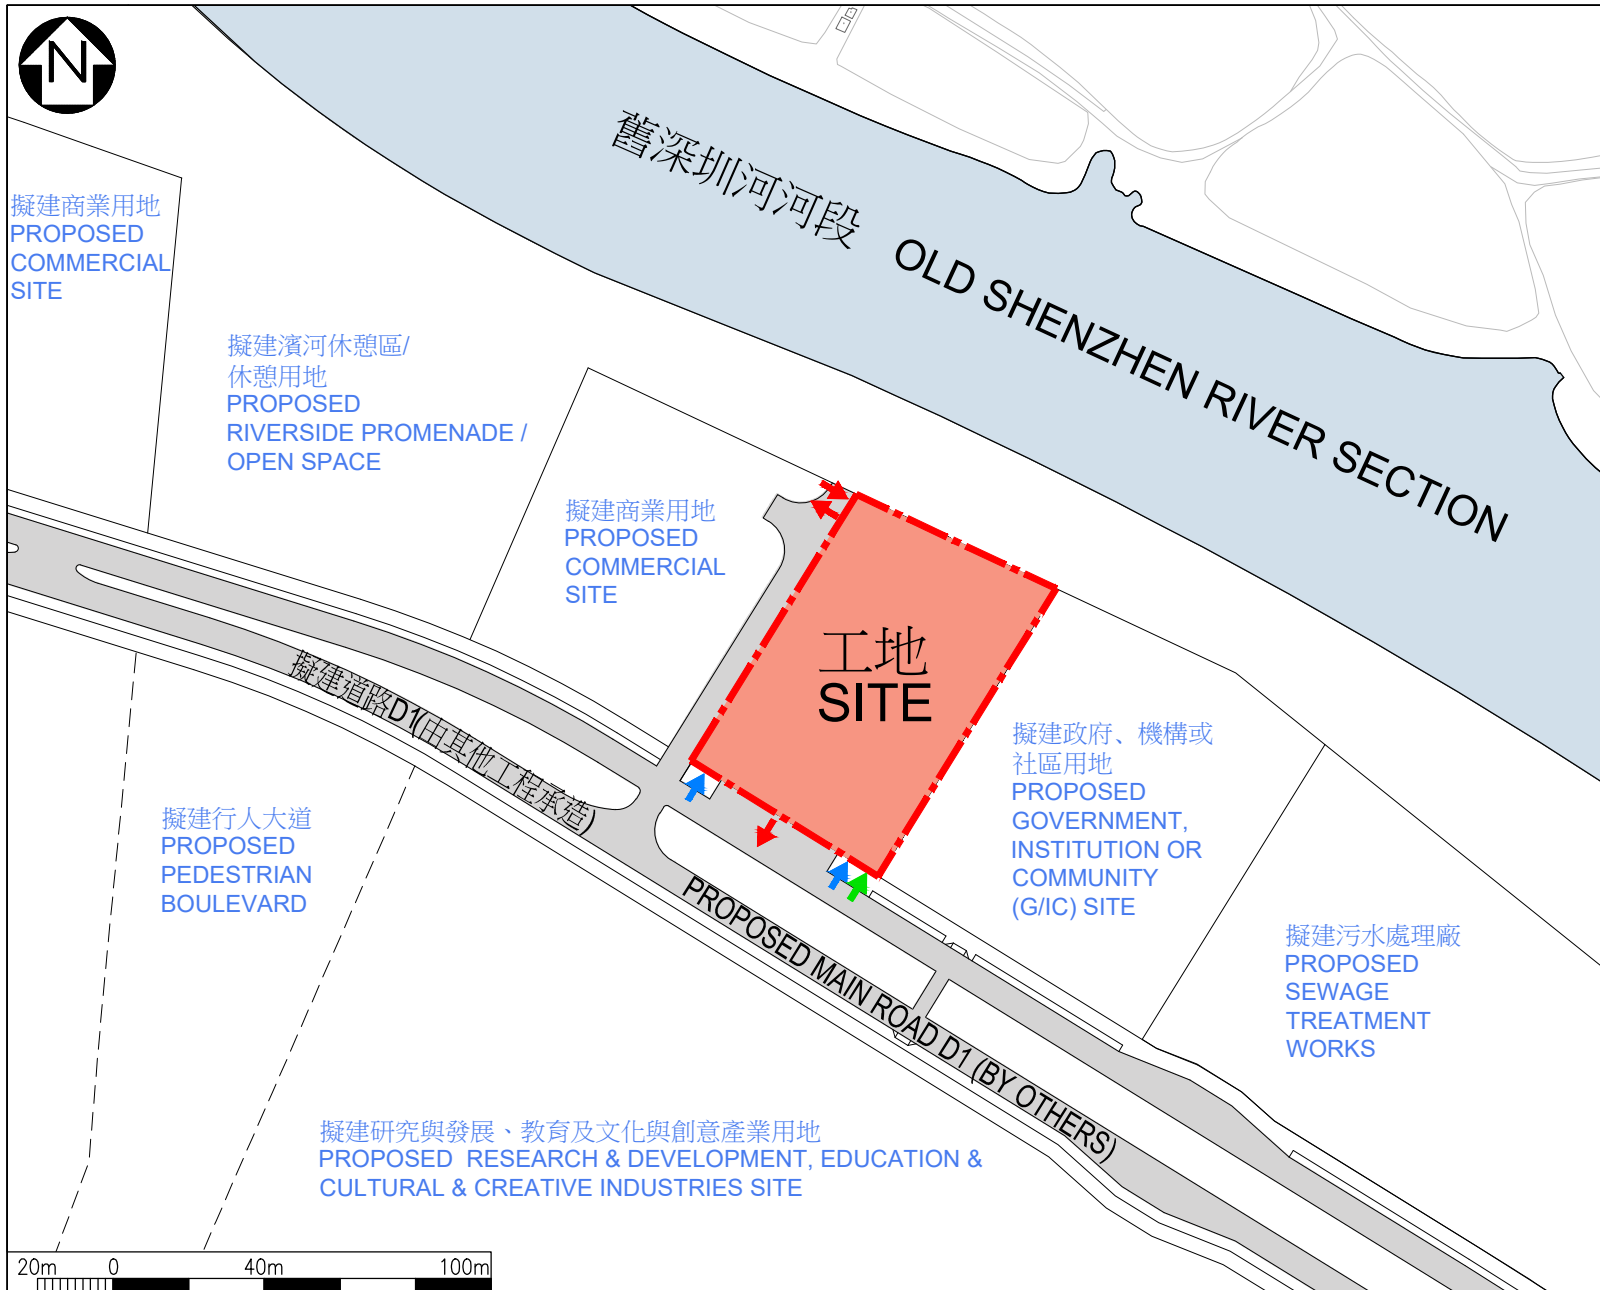 N
舊深圳河河段 OLD SHENZHEN RIVER SECTION
擬建商業用地
PROPOSED
COMMERCIAL
SITE
擬建濱河休憩區/
休憩用地
PROPOSED
RIVERSIDE PROMENADE /
OPEN SPACE
擬建商業用地
PROPOSED
COMMERCIAL
SITE
工地
SITE
擬建道路D1(由其他工程承造)
PROPOSED MAIN ROAD D1 (BY OTHERS)
擬建政府、機構或
社區用地
PROPOSED
GOVERNMENT,
INSTITUTION OR
COMMUNITY
(G/IC) SITE
擬建行人大道
PROPOSED
PEDESTRIAN
BOULEVARD
擬建污水處理廠
PROPOSED
SEWAGE
TREATMENT
WORKS
擬建研究與發展、教育及文化與創意產業用地
PROPOSED RESEARCH & DEVELOPMENT, EDUCATION &
CULTURAL & CREATIVE INDUSTRIES SITE
20m 0 40m 100m